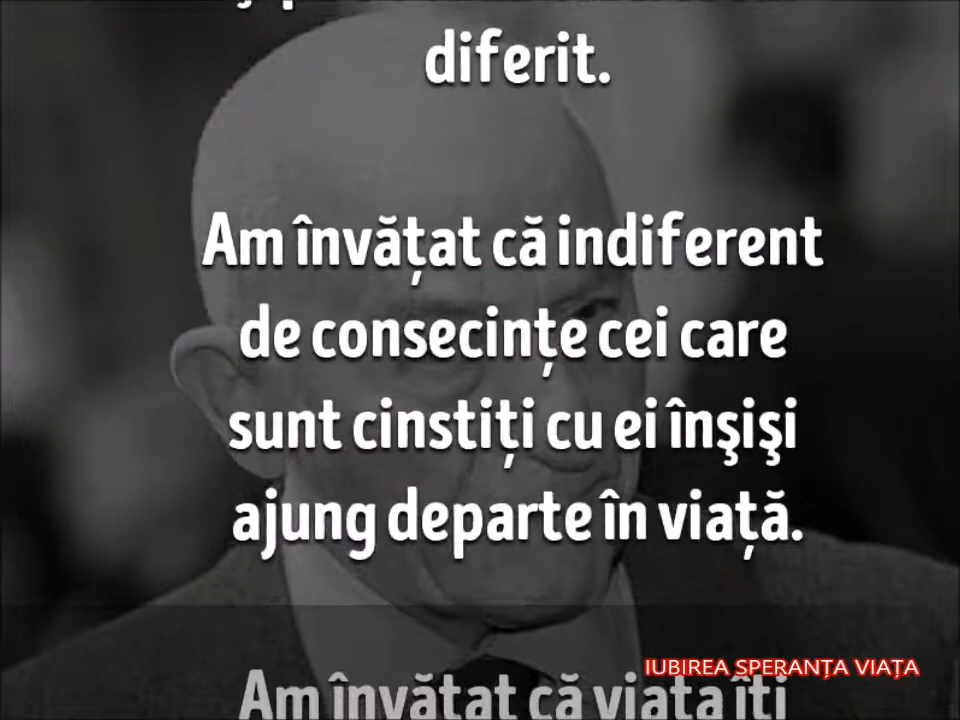 diferit.
Am învățat că indiferent
de consecințe cei care
sunt cinstiți cu ei înşişi
ajung departe în viață.
Am învățat că viața îți
IUBIREA SPERANȚA VIAȚA